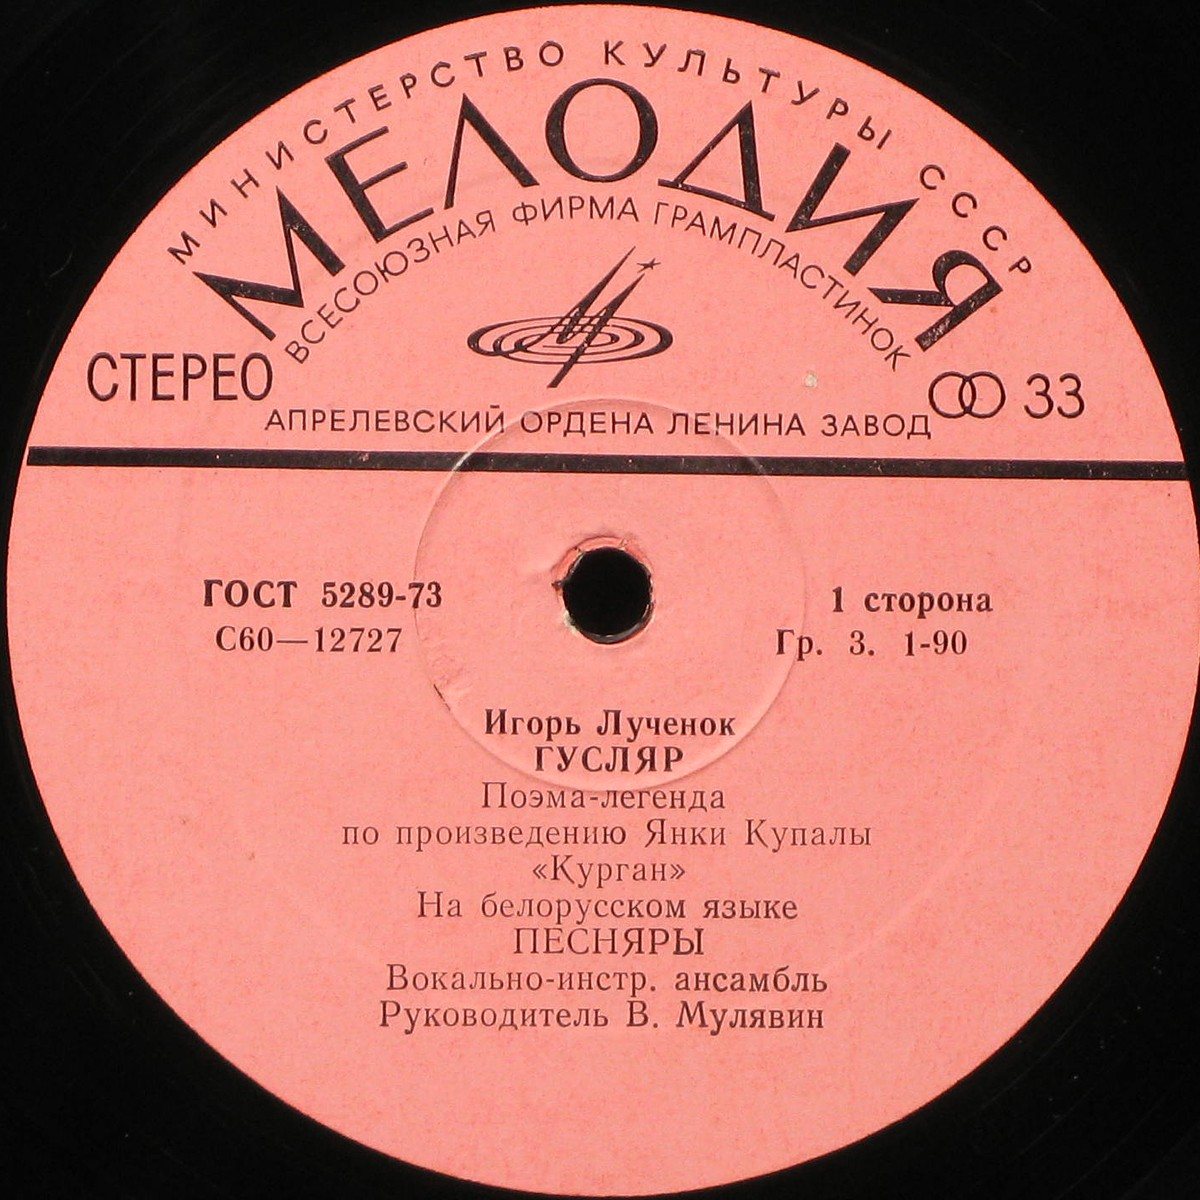 МИНИСТЕРСТВО КУЛЬТУРЫ СССР
МЕЛОДИЯ
ВСЕСОЮЗНАЯ ФИРМА ГРАМПЛАСТИНОК
СТЕРЕО
33
АПРЕЛЕВСКИЙ ОРДЕНА ЛЕНИНА ЗАВОД
ГОСТ 5289-73
1 сторона
С60—12727
Гр. 3. 1-90
Игорь Лученок
ГУСЛЯР
Поэма-легенда
по произведению Янки Купалы
«Курган»
На белорусском языке
ПЕСНЯРЫ
Вокально-инстр. ансамбль
Руководитель В. Мулявин